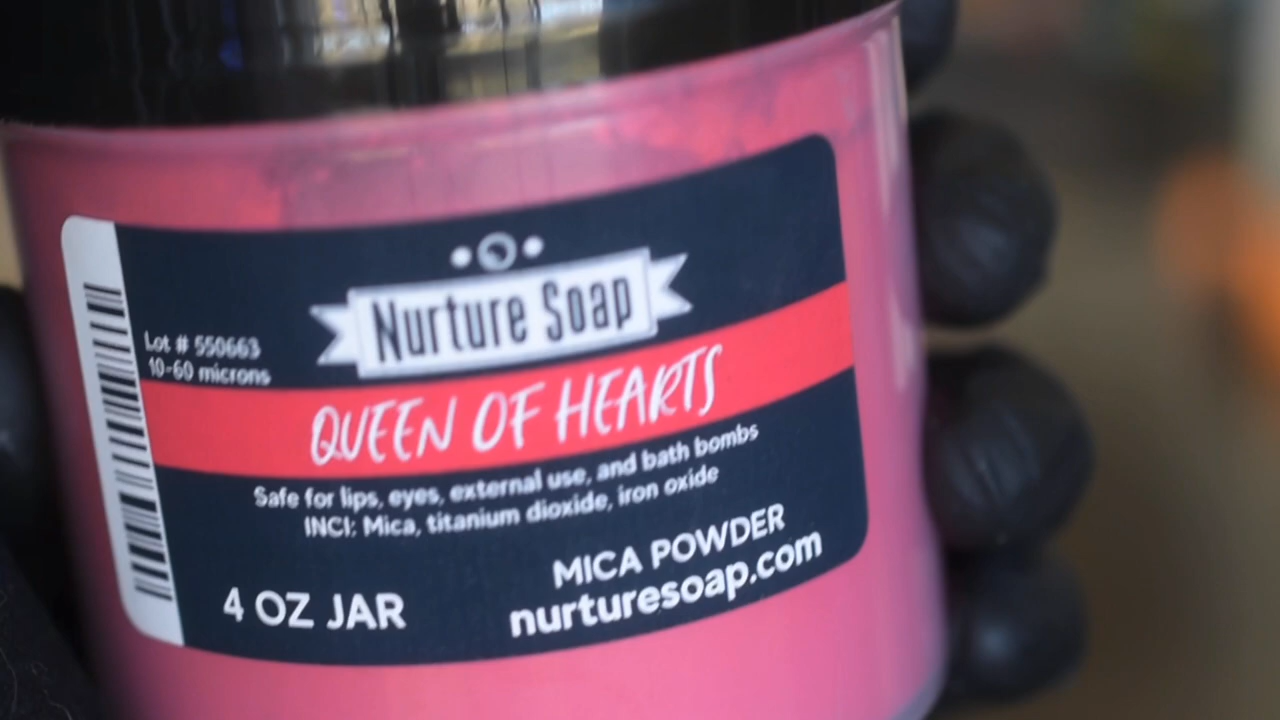 Nurture Soap
Lot # 550663
10-60 microns
QUEEN OF HEARTS
Safe for lips, eyes, external use, and bath bombs
INCI: Mica, titanium dioxide, iron oxide
MICA POWDER
4 OZ JAR
nurturesoap.com